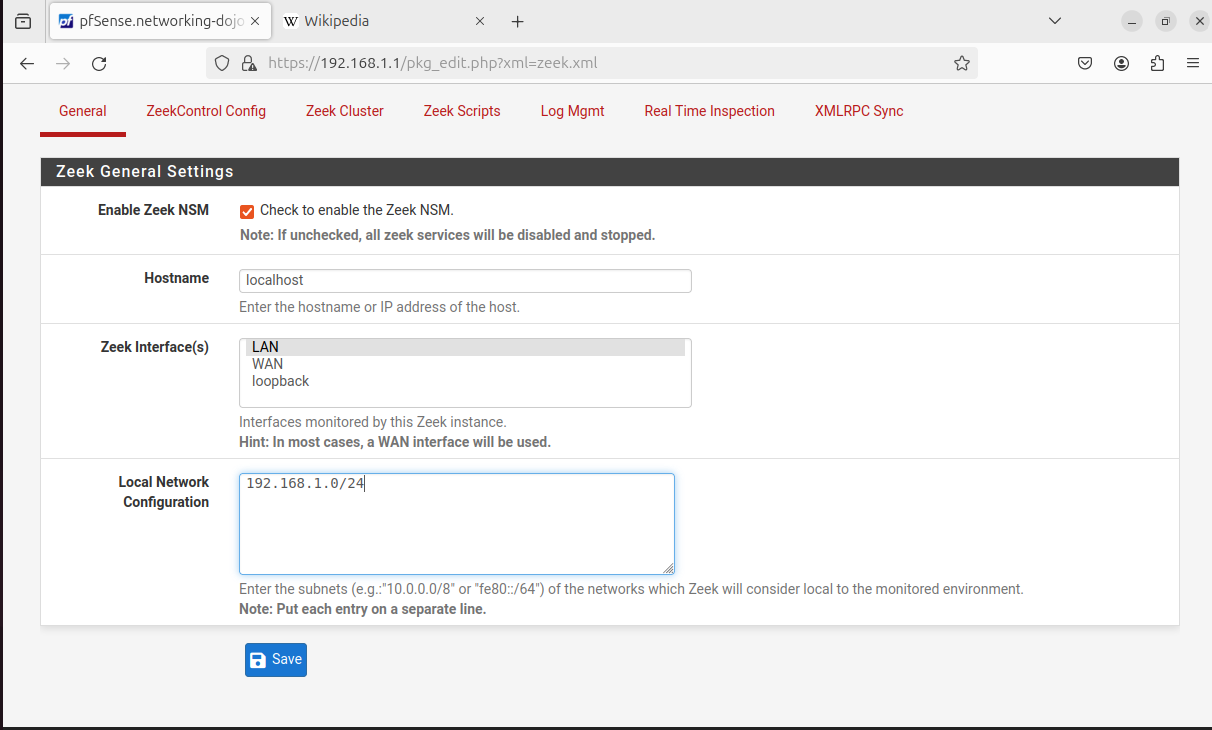 pfSense.networking-dojo
Wikipedia
https://192.168.1.1/pkg_edit.php?xml=zeek.xml
General ZeekControl Config Zeek Cluster Zeek Scripts Log Mgmt Real Time Inspection XMLRPC Sync
Zeek General Settings
Enable Zeek NSM Check to enable the Zeek NSM.
Note: If unchecked, all zeek services will be disabled and stopped.
Hostname localhost
Enter the hostname or IP address of the host.
Zeek Interface(s) LAN
WAN
loopback
Interfaces monitored by this Zeek instance.
Hint: In most cases, a WAN interface will be used.
Local Network 192.168.1.0/24
Configuration
Enter the subnets (e.g.:"10.0.0.0/8" or "fe80::/64") of the networks which Zeek will consider local to the monitored environment.
Note: Put each entry on a separate line.
Save